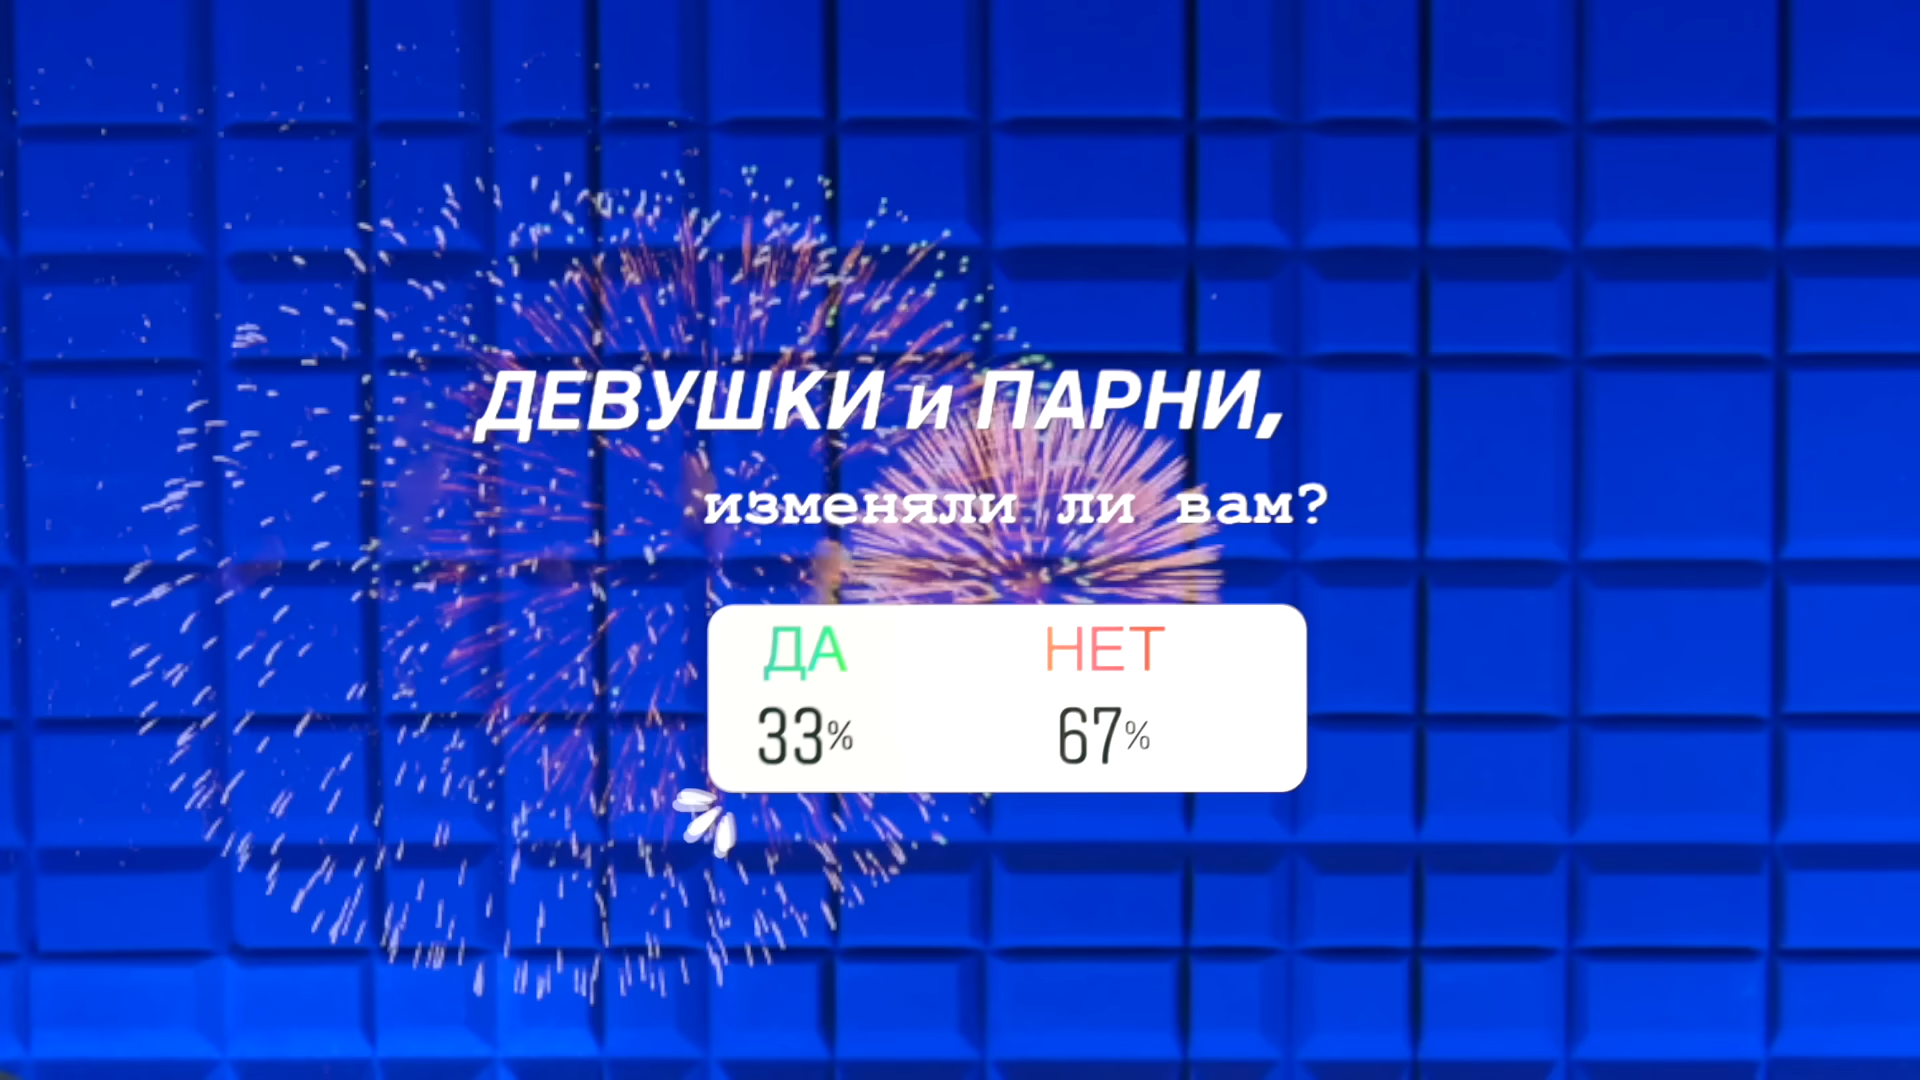 ДЕВУШКИ и ПАРНИ,
изменяли ли вам?
ДА НЕТ
33% 67%